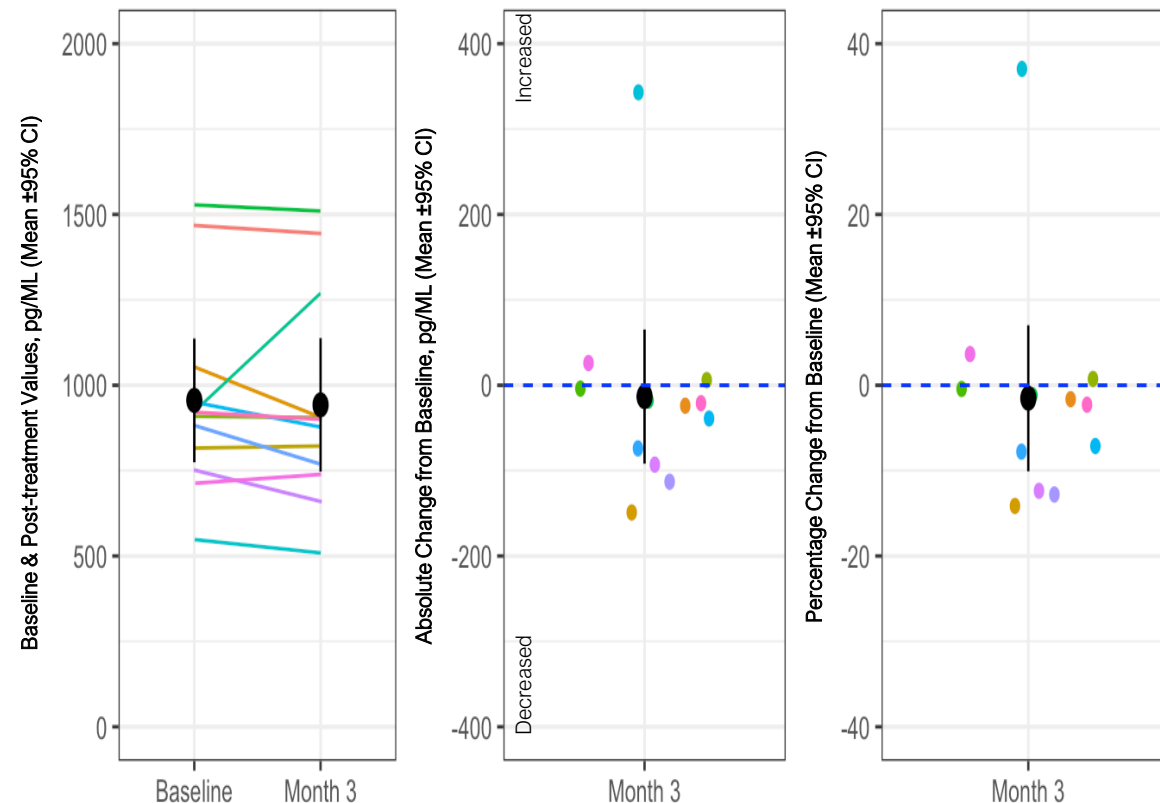 Baseline & Post-treatment Values, pg/ML (Mean ±95% CI)
2000
1500
1000
500
0
Baseline
Month 3
Absolute Change from Baseline, pg/ML (Mean ±95% CI)
400
200
0
-200
-400
Increased
Decreased
Month 3
Percentage Change from Baseline (Mean ±95% CI)
40
20
0
-20
-40
Month 3